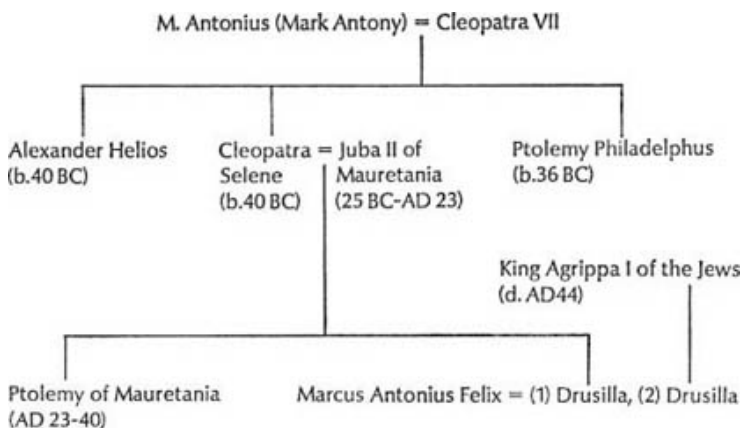 M. Antonius (Mark Antony) = Cleopatra VII
Alexander Helios
(b.40 BC)
Cleopatra = Juba II of
Selene Mauretania
(b.40 BC) (25 BC-AD 23)
Ptolemy Philadelphus
(b.36 BC)
King Agrippa I of the Jews
(d. AD44)
Ptolemy of Mauretania
(AD 23-40)
Marcus Antonius Felix = (1) Drusilla, (2) Drusilla